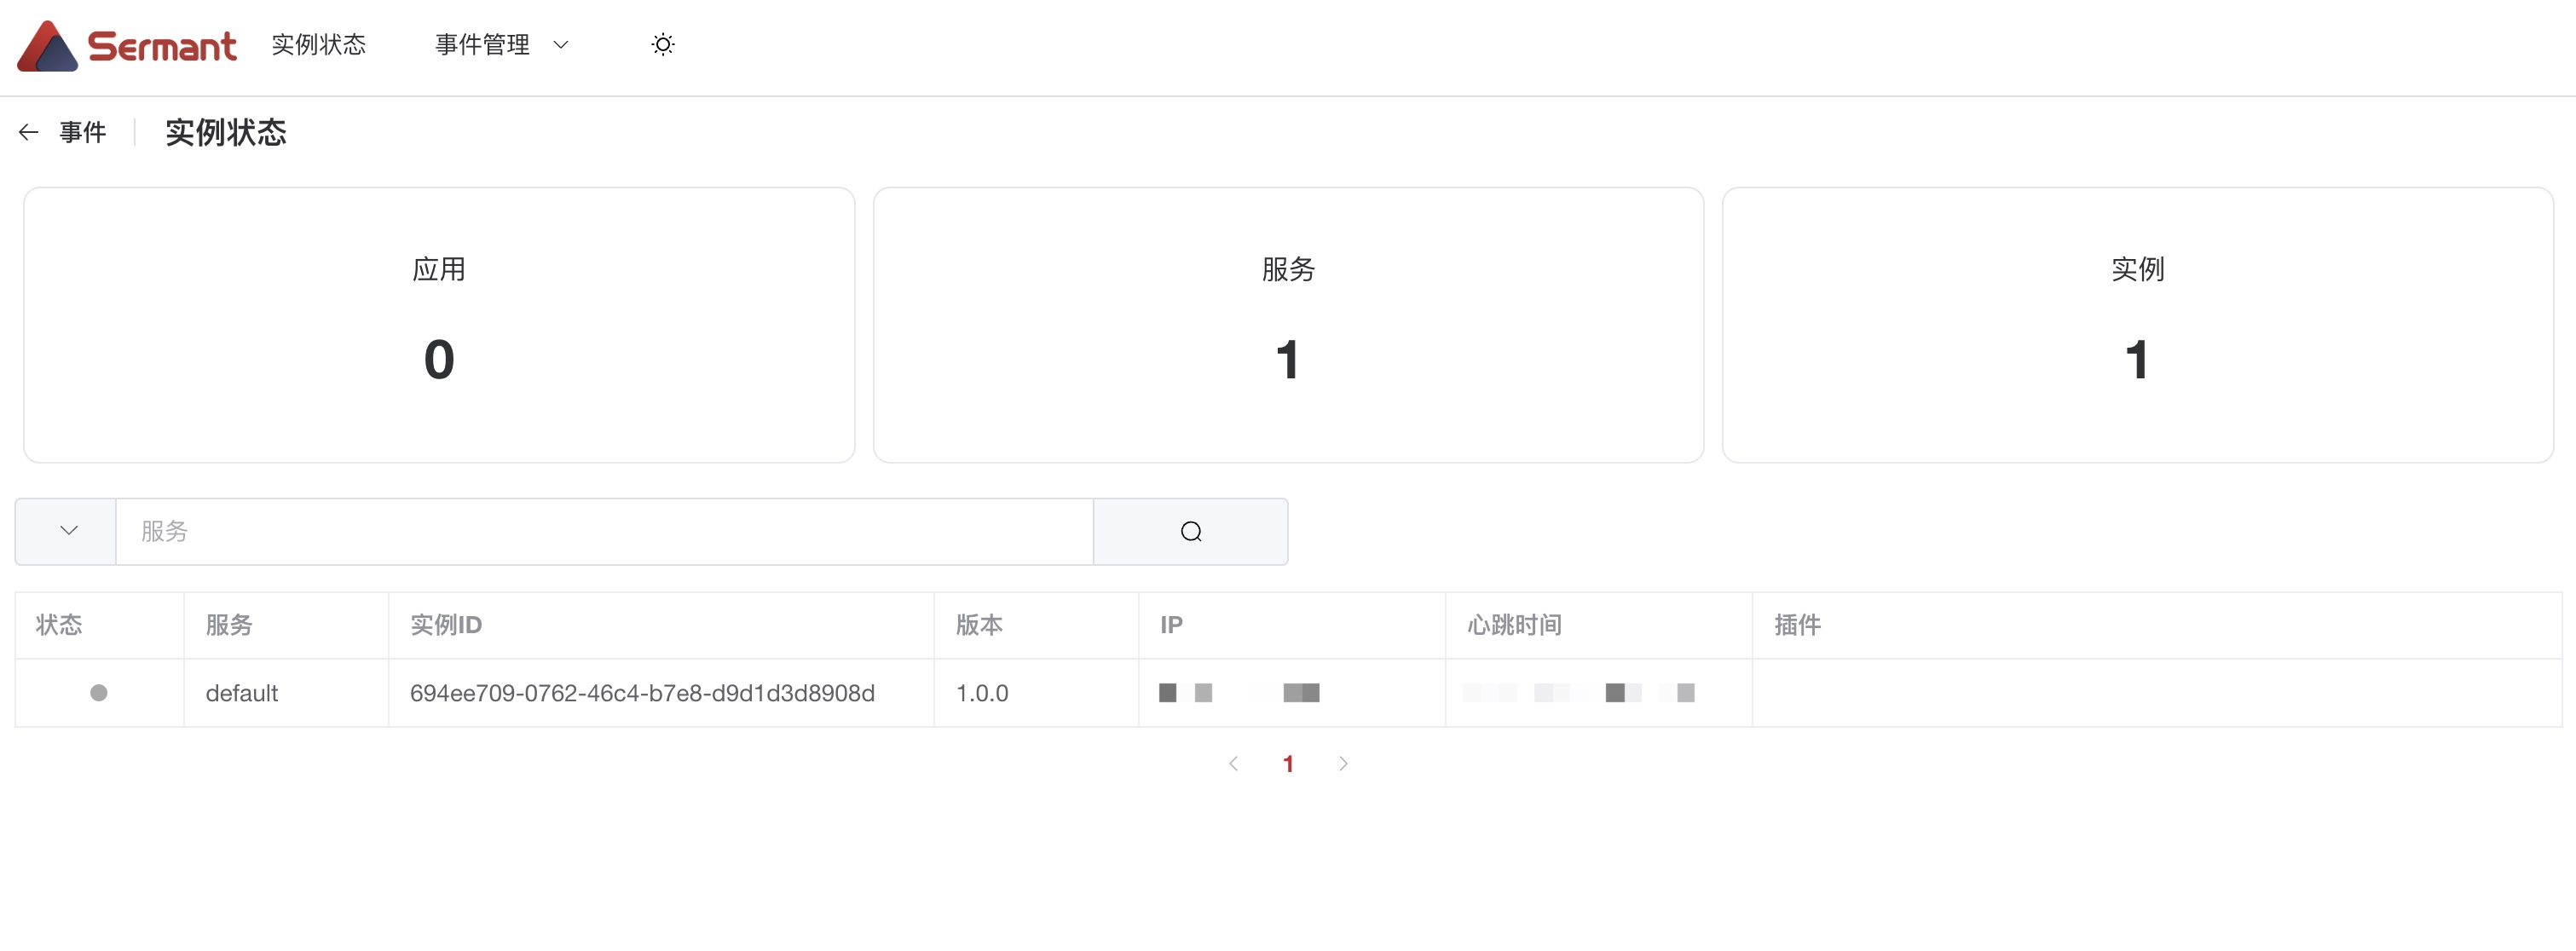 Sermant 实例状态 事件管理
事件 实例状态
应用 服务 实例
0 1 1
服务
状态 服务 实例ID 版本 IP 心跳时间 插件
default 694ee709-0762-46c4-b7e8-d9d1d3d8908d 1.0.0
1